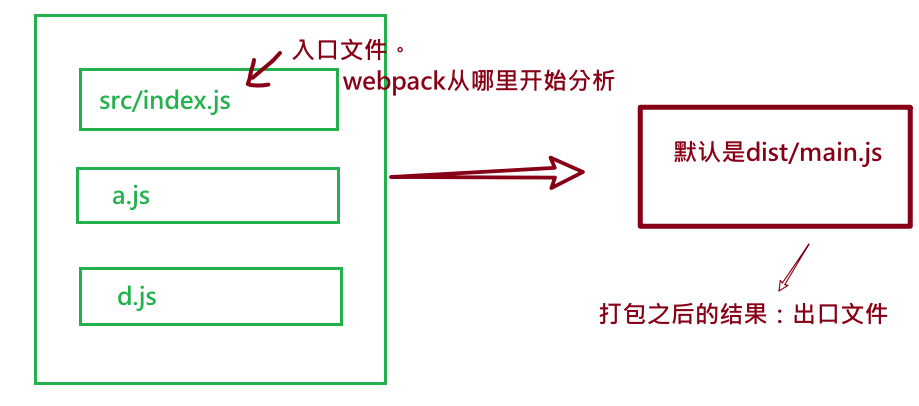 入口文件。
webpack从哪里开始分析
src/index.js
a.js
d.js
默认是dist/main.js
打包之后的结果：出口文件